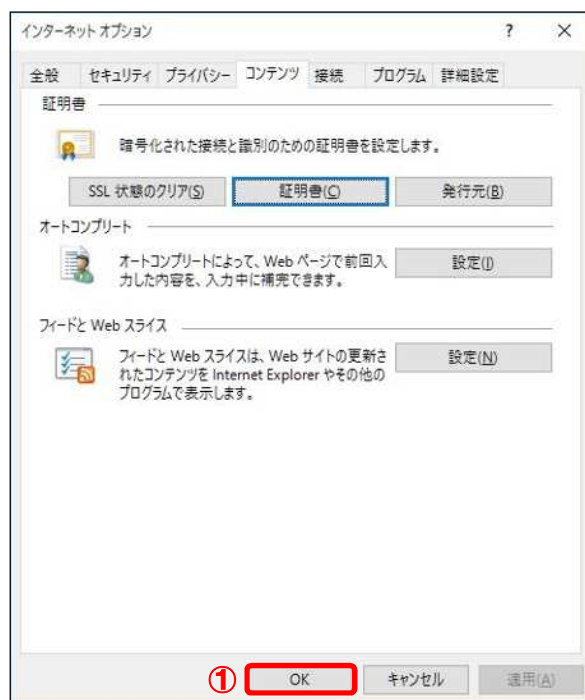 インターネット オプション ? ×
全般 セキュリティ プライバシー コンテンツ 接続 プログラム 詳細設定
証明書
暗号化された接続と識別のための証明書を設定します。
SSL 状態のクリア(S) 証明書(C) 発行元(B)
オートコンプリート
オートコンプリートによって、Web ページで前回入
力した内容を、入力中に補完できます。
設定(I)
フィードと Web スライス
フィードと Web スライスは、Web サイトの更新さ
れたコンテンツを Internet Explorer やその他の
プログラムで表示します。
設定(N)
① OK キャンセル 適用(A)